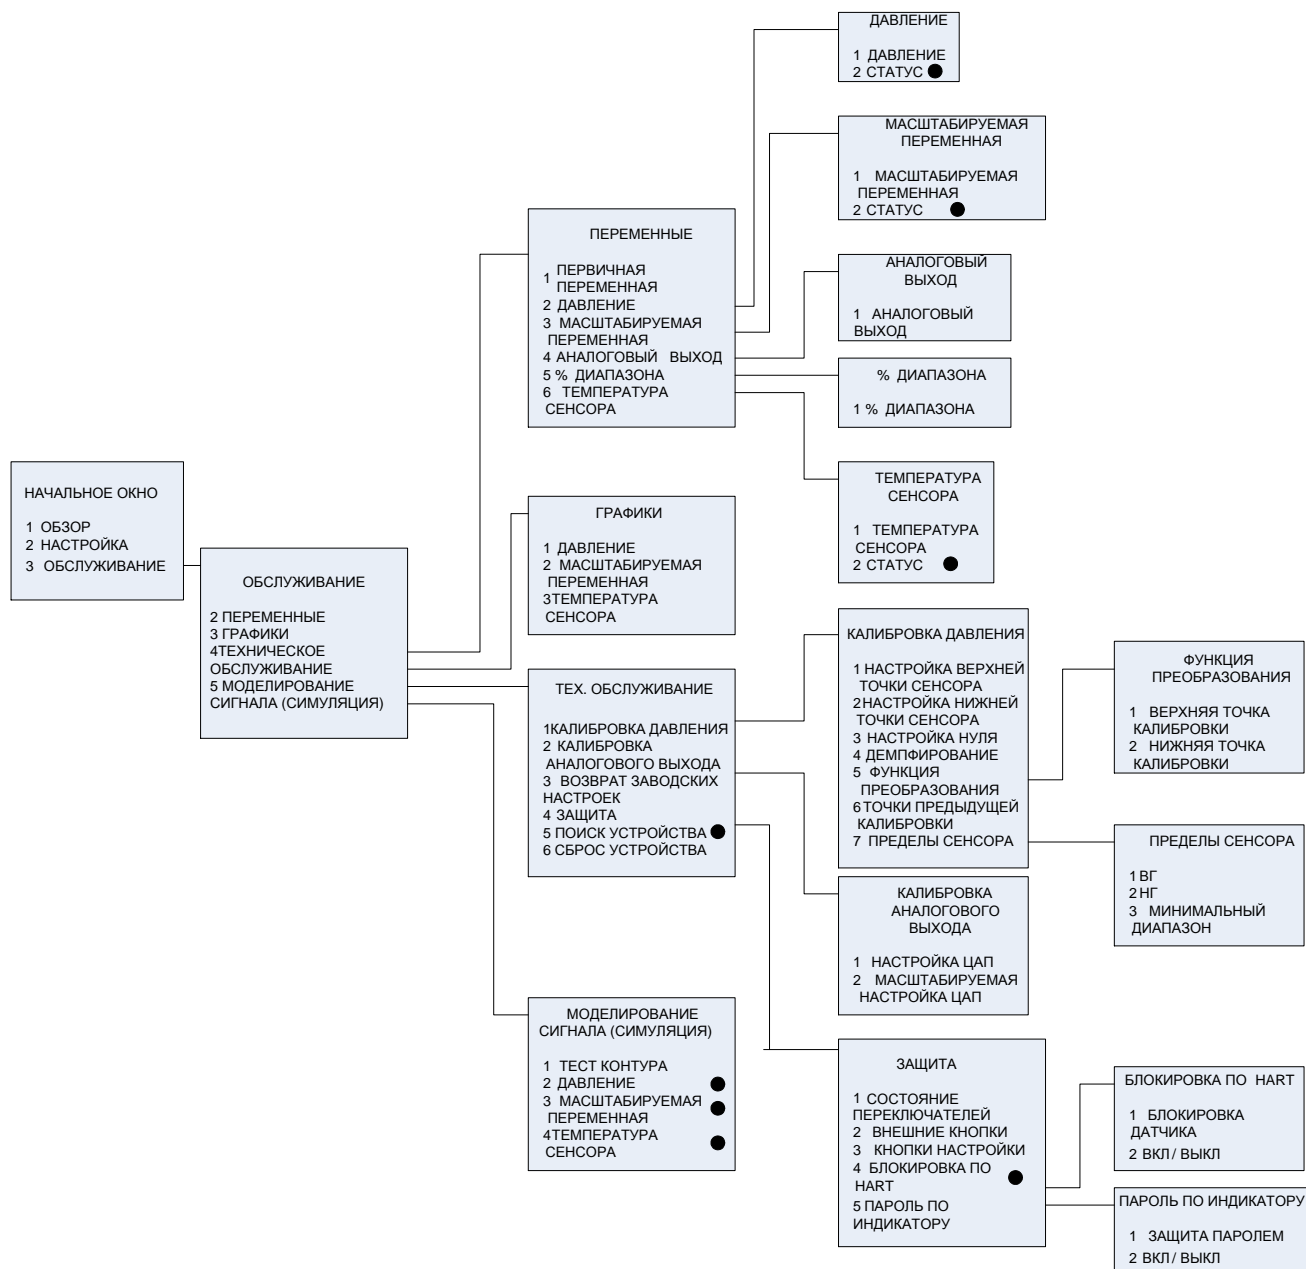 НАЧАЛЬНОЕ ОКНО
1 ОБЗОР
2 НАСТРОЙКА
3 ОБСЛУЖИВАНИЕ
ОБСЛУЖИВАНИЕ
2 ПЕРЕМЕННЫЕ
3 ГРАФИКИ
4ТЕХНИЧЕСКОЕ
ОБСЛУЖИВАНИЕ
5 МОДЕЛИРОВАНИЕ
СИГНАЛА (СИМУЛЯЦИЯ)
ПЕРЕМЕННЫЕ
1 ПЕРВИЧНАЯ
ПЕРЕМЕННАЯ
2 ДАВЛЕНИЕ
3 МАСШТАБИРУЕМАЯ
ПЕРЕМЕННАЯ
4 АНАЛОГОВЫЙ ВЫХОД
5 % ДИАПАЗОНА
6 ТЕМПЕРАТУРА
СЕНСОРА
ГРАФИКИ
1 ДАВЛЕНИЕ
2 МАСШТАБИРУЕМАЯ
ПЕРЕМЕННАЯ
3ТЕМПЕРАТУРА
СЕНСОРА
ТЕХ. ОБСЛУЖИВАНИЕ
1КАЛИБРОВКА ДАВЛЕНИЯ
2 КАЛИБРОВКА
АНАЛОГОВОГО ВЫХОДА
3 ВОЗВРАТ ЗАВОДСКИХ
НАСТРОЕК
4 ЗАЩИТА
5 ПОИСК УСТРОЙСТВА
6 СБРОС УСТРОЙСТВА
МОДЕЛИРОВАНИЕ
СИГНАЛА (СИМУЛЯЦИЯ)
1 ТЕСТ КОНТУРА
2 ДАВЛЕНИЕ
3 МАСШТАБИРУЕМАЯ
ПЕРЕМЕННАЯ
4ТЕМПЕРАТУРА
СЕНСОРА
ДАВЛЕНИЕ
1 ДАВЛЕНИЕ
2 СТАТУС
МАСШТАБИРУЕМАЯ
ПЕРЕМЕННАЯ
1 МАСШТАБИРУЕМАЯ
ПЕРЕМЕННАЯ
2 СТАТУС
АНАЛОГОВЫЙ
ВЫХОД
1 АНАЛОГОВЫЙ
ВЫХОД
% ДИАПАЗОНА
1 % ДИАПАЗОНА
ТЕМПЕРАТУРА
СЕНСОРА
1 ТЕМПЕРАТУРА
СЕНСОРА
2 СТАТУС
КАЛИБРОВКА ДАВЛЕНИЯ
1 НАСТРОЙКА ВЕРХНЕЙ
ТОЧКИ СЕНСОРА
2НАСТРОЙКА НИЖНЕЙ
ТОЧКИ СЕНСОРА
3 НАСТРОЙКА НУЛЯ
4 ДЕМПФИРОВАНИЕ
5 ФУНКЦИЯ
ПРЕОБРАЗОВАНИЯ
6 ТОЧКИ ПРЕДЫДУЩЕЙ
КАЛИБРОВКИ
7 ПРЕДЕЛЫ СЕНСОРА
КАЛИБРОВКА
АНАЛОГОВОГО
ВЫХОДА
1 НАСТРОЙКА ЦАП
2 МАСШТАБИРУЕМАЯ
НАСТРОЙКА ЦАП
ЗАЩИТА
1 СОСТОЯНИЕ
ПЕРЕКЛЮЧАТЕЛЕЙ
2 ВНЕШНИЕ КНОПКИ
3 КНОПКИ НАСТРОЙКИ
4 БЛОКИРОВКА ПО
HART
5 ПАРОЛЬ ПО
ИНДИКАТОРУ
ФУНКЦИЯ
ПРЕОБРАЗОВАНИЯ
1 ВЕРХНЯЯ ТОЧКА
КАЛИБРОВКИ
2 НИЖНЯЯ ТОЧКА
КАЛИБРОВКИ
ПРЕДЕЛЫ СЕНСОРА
1 ВГ
2 НГ
3 МИНИМАЛЬНЫЙ
ДИАПАЗОН
БЛОКИРОВКА ПО HART
1 БЛОКИРОВКА
ДАТЧИКА
2 ВКЛ / ВЫКЛ
ПАРОЛЬ ПО ИНДИКАТОРУ
1 ЗАЩИТА ПАРОЛЕМ
2 ВКЛ / ВЫКЛ